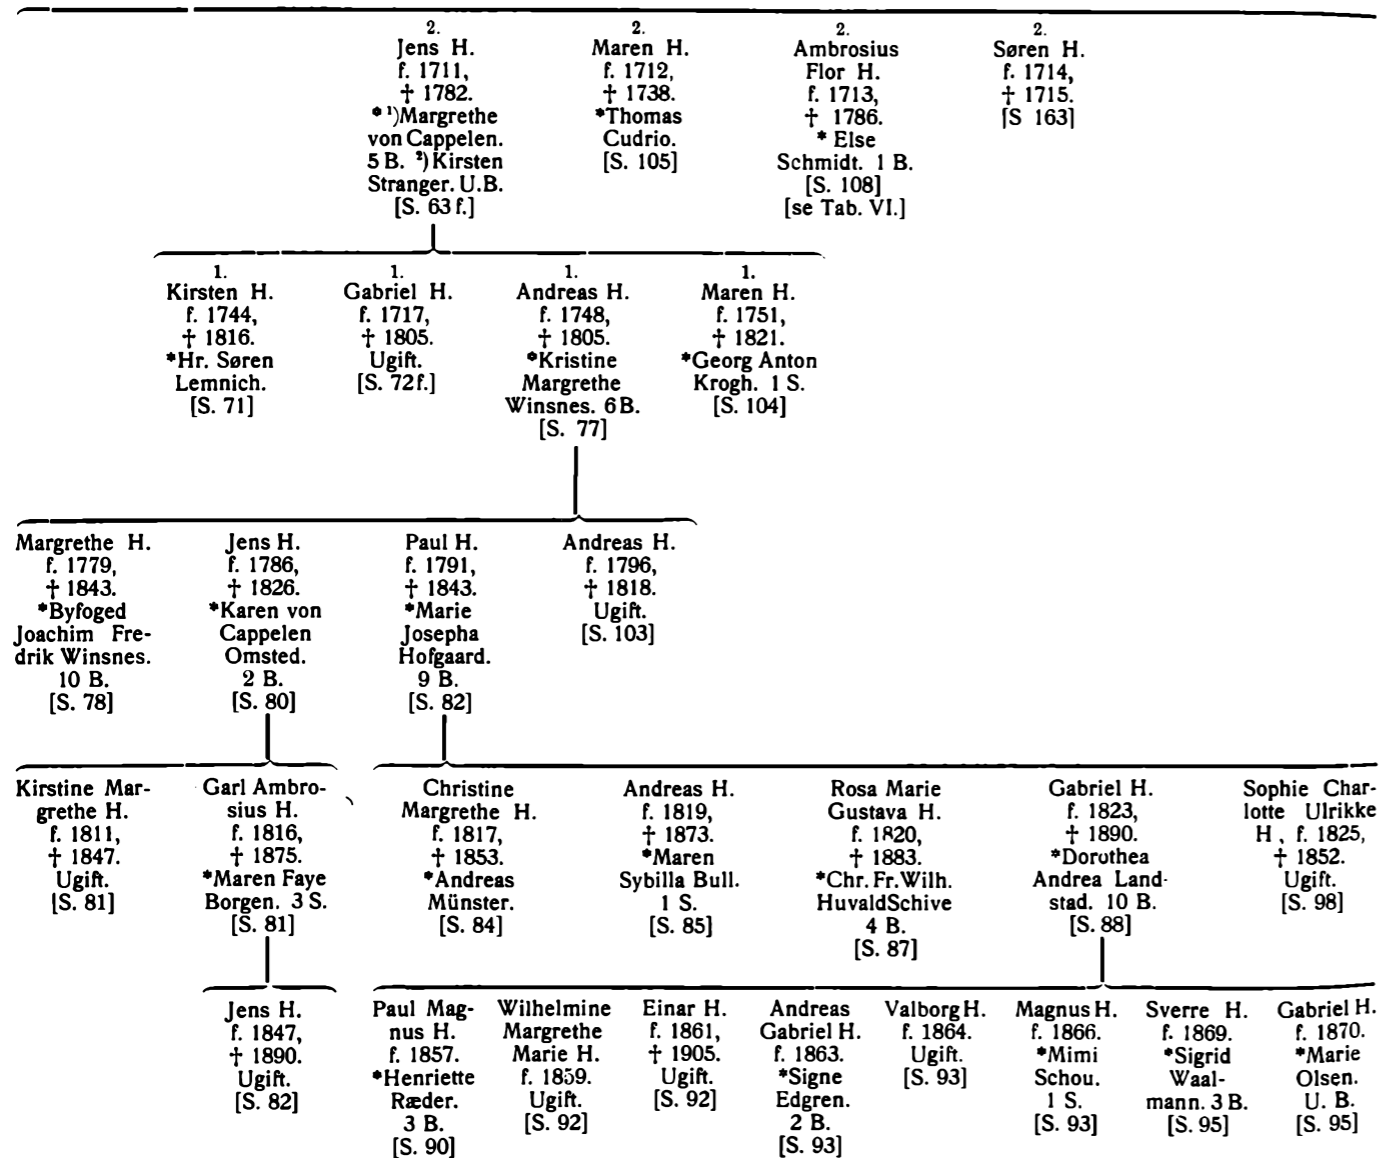 2.
Jens H.
f. 1711,
† 1782.
*¹)Margrethe
von Cappelen.
5 B. ²) Kirsten
Stranger. U.B.
[S. 63 f.]
2.
Maren H.
f. 1712,
† 1738.
*Thomas
Cudrio.
[S. 105]
2.
Ambrosius
Flor H.
f. 1713,
† 1786.
* Else
Schmidt. 1 B.
[S. 108]
[se Tab. VI.]
2.
Søren H.
f. 1714,
† 1715.
[S 163]
1.
Kirsten H.
f. 1744,
† 1816.
*Hr. Søren
Lemnich.
[S. 71]
1.
Gabriel H.
f. 1717,
† 1805.
Ugift.
[S. 72f.]
1.
Andreas H.
f. 1748,
† 1805.
*Kristine
Margrethe
Winsnes. 6 B.
[S. 77]
1.
Maren H.
f. 1751,
† 1821.
*Georg Anton
Krogh. 1 S.
[S. 104]
Margrethe H.
f. 1779,
† 1843.
*Byfoged
Joachim Fre-
drik Winsnes.
10 B.
[S. 78]
Jens H.
f. 1786,
† 1826.
*Karen von
Cappelen
Omsted.
2 B.
[S. 80]
Paul H.
f. 1791,
† 1843.
*Marie
Josepha
Hofgaard.
9 B.
[S. 82]
Andreas H.
f. 1796,
† 1818.
Ugift.
[S. 103]
Kirstine Mar-
grethe H.
f. 1811,
† 1847.
Ugift.
[S. 81]
Garl Ambro-
sius H.
f. 1816,
† 1875.
*Maren Faye
Borgen. 3 S.
[S. 81]
Christine
Margrethe H.
f. 1817,
† 1853.
*Andreas
Münster.
[S. 84]
Andreas H.
f. 1819,
† 1873.
*Maren
Sybilla Bull.
1 S.
[S. 85]
Rosa Marie
Gustava H.
f. 1820,
† 1883.
*Chr. Fr. Wilh.
HuvaldSchive
4 B.
[S. 87]
Gabriel H.
f. 1823,
† 1890.
*Dorothea
Andrea Land-
stad. 10 B.
[S. 88]
Sophie Char-
lotte Ulrikke
H, f. 1825,
† 1852.
Ugift.
[S. 98]
Jens H.
f. 1847,
† 1890.
Ugift.
[S. 82]
Paul Mag-
nus H.
f. 1857.
*Henriette
Ræder.
3 B.
[S. 90]
Wilhelmine
Margrethe
Marie H.
f. 1859.
Ugift.
[S. 92]
Einar H.
f. 1861,
† 1905.
Ugift.
[S. 92]
Andreas
Gabriel H.
f. 1863.
*Signe
Edgren.
2 B.
[S. 93]
Valborg H.
f. 1864.
Ugift.
[S. 93]
Magnus H.
f. 1866.
*Mimi
Schou.
1 S.
[S. 93]
Sverre H.
f. 1869.
*Sigrid
Waal-
mann. 3 B.
[S. 95]
Gabriel H.
f. 1870.
*Marie
Olsen.
U. B.
[S. 95]